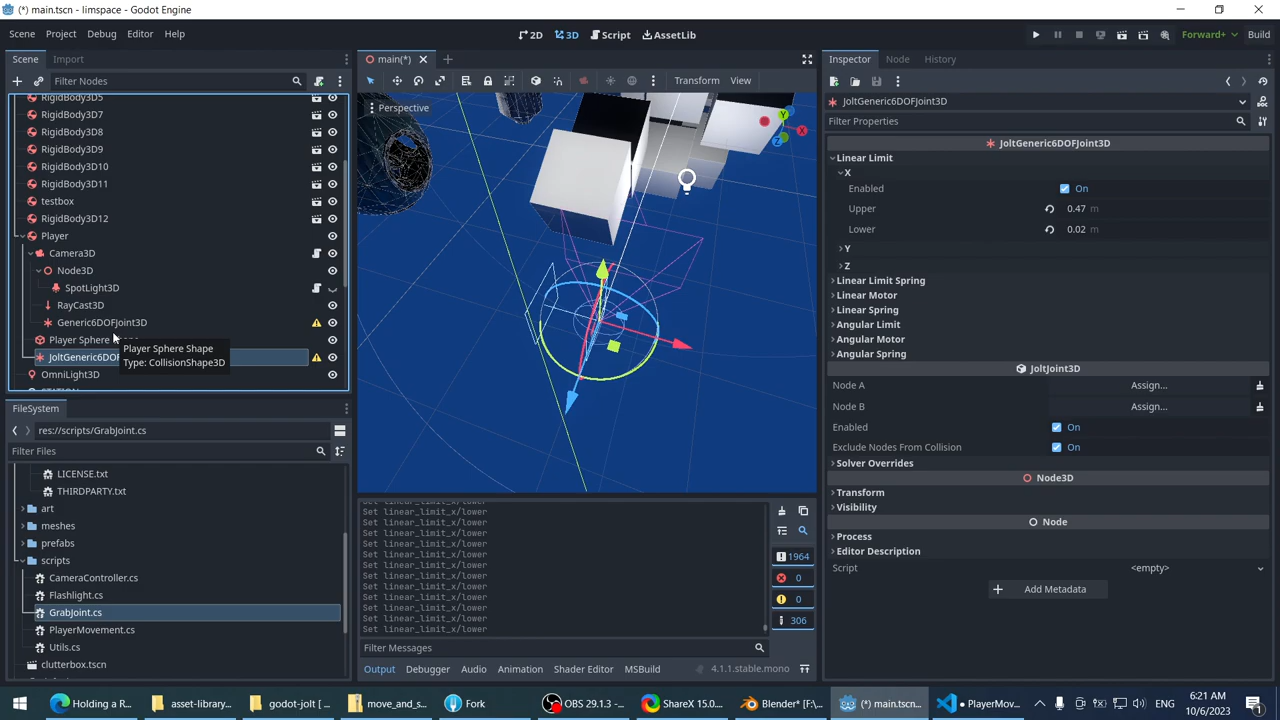 (*) main.tscn - limspace - Godot Engine
Scene Project Debug Editor Help
2D 3D Script AssetLib
Forward+ Build
Scene Import
main(*)
Inspector Node History
Filter Nodes
Transform View
JoltGeneric6DOFJoint3D
Filter Properties
Perspective
Y
X
Z
RigidBody3D5
RigidBody3D7
RigidBody3D8
RigidBody3D9
RigidBody3D10
RigidBody3D11
testbox
RigidBody3D12
Player
Camera3D
Node3D
SpotLight3D
RayCast3D
Generic6DOFJoint3D
Player Sphere
JoltGeneric6DOF
OmniLight3D
Player Sphere Shape
Type: CollisionShape3D
JoltGeneric6DOFJoint3D
Linear Limit
X
Enabled On
Upper 0.47 m
Lower 0.02 m
Y
Z
Linear Limit Spring
Linear Motor
Linear Spring
Angular Limit
Angular Motor
Angular Spring
JoltJoint3D
Node A Assign...
Node B Assign...
Enabled On
Exclude Nodes From Collision On
Solver Overrides
Node3D
Transform
Visibility
Node
Process
Editor Description
Script <empty>
Add Metadata
FileSystem
res://scripts/GrabJoint.cs
Filter Files
LICENSE.txt
THIRDPARTY.txt
art
meshes
prefabs
scripts
CameraController.cs
Flashlight.cs
GrabJoint.cs
PlayerMovement.cs
Utils.cs
clutterbox.tscn
Set linear_limit_x/lower
Set linear_limit_x/lower
Set linear_limit_x/lower
Set linear_limit_x/lower
Set linear_limit_x/lower
Set linear_limit_x/lower
Set linear_limit_x/lower
Set linear_limit_x/lower
Set linear_limit_x/lower
Set linear_limit_x/lower
Set linear_limit_x/lower
Set linear_limit_x/lower
Set linear_limit_x/lower
1964
0
0
306
Filter Messages
Output Debugger Audio Animation Shader Editor MSBuild 4.1.1.stable.mono
Holding a R...
asset-library...
godot-jolt [ ...
move_and_s...
Fork
OBS 29.1.3 -...
ShareX 15.0....
Blender* [F:\...
(*) main.tscn...
● PlayerMov...
6:21 AM
10/6/2023